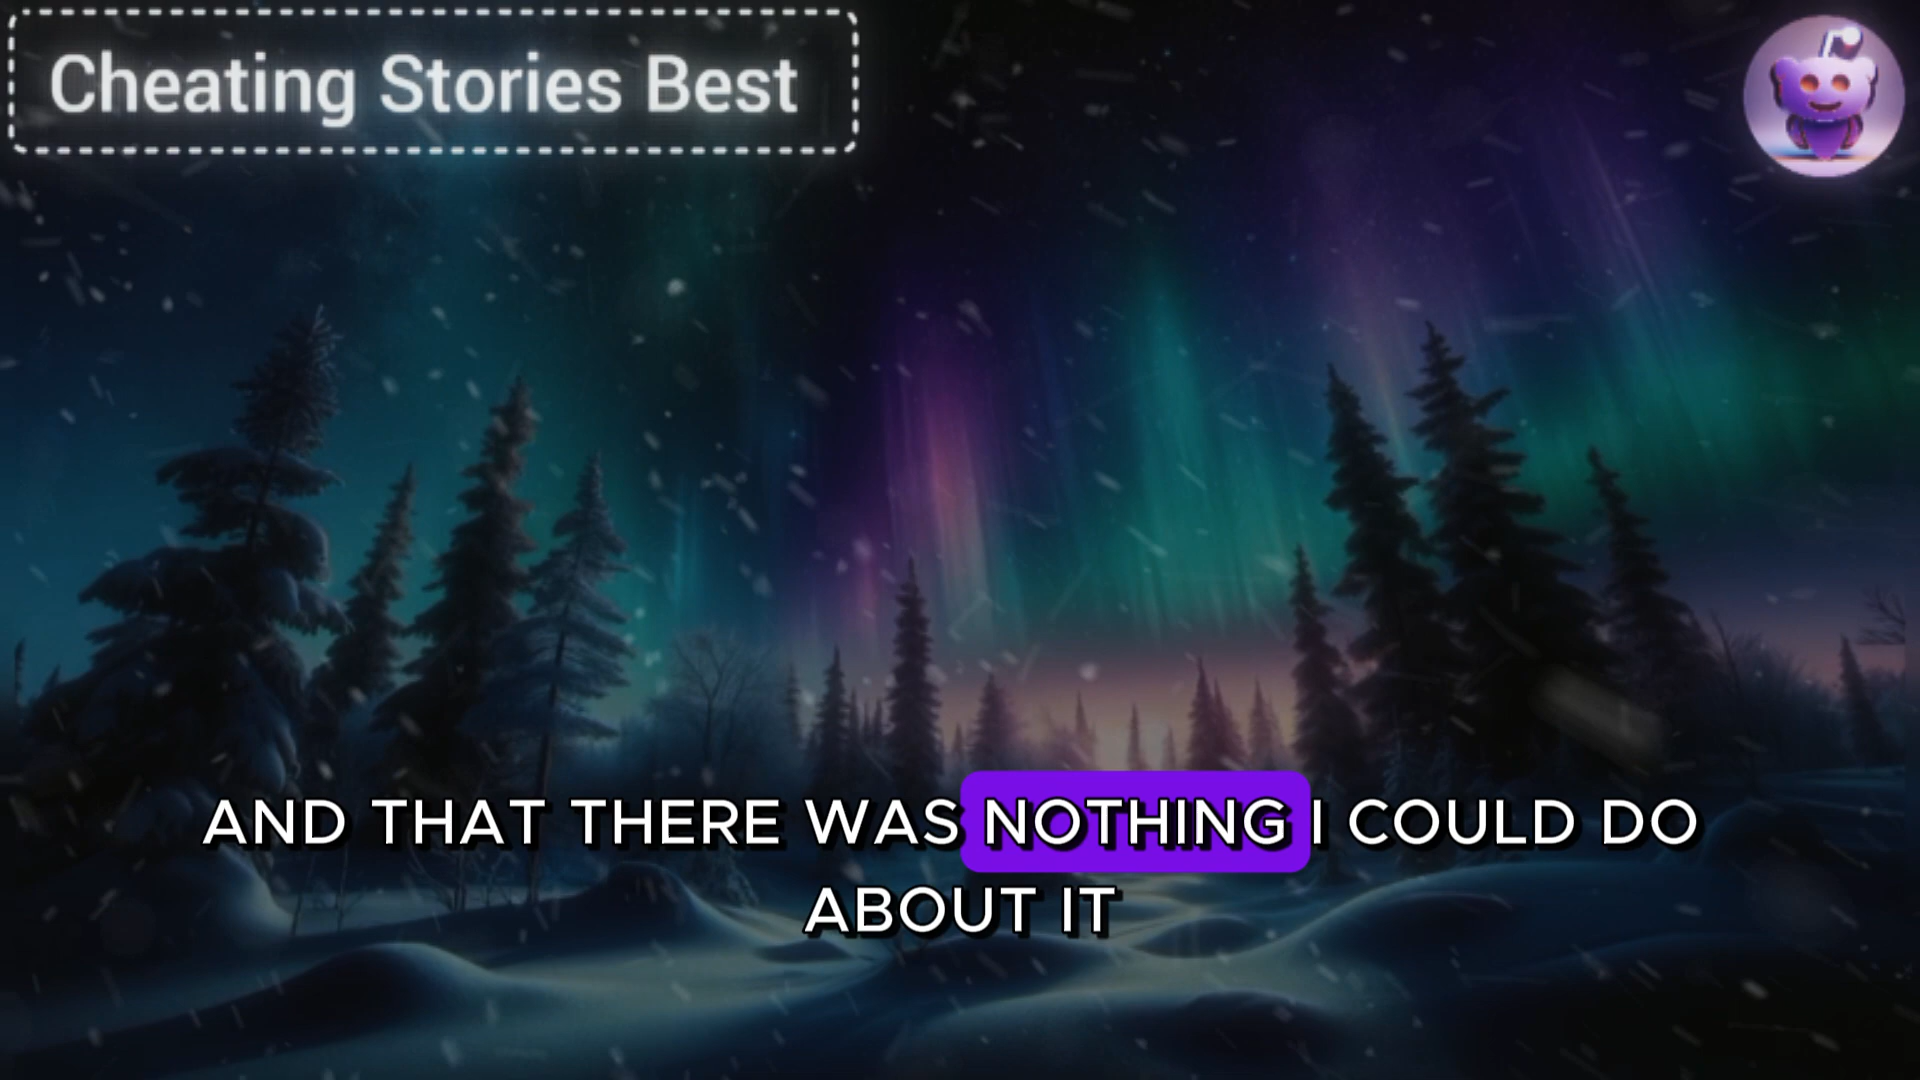 Cheating Stories Best
AND THAT THERE WAS NOTHING I COULD DO
ABOUT IT